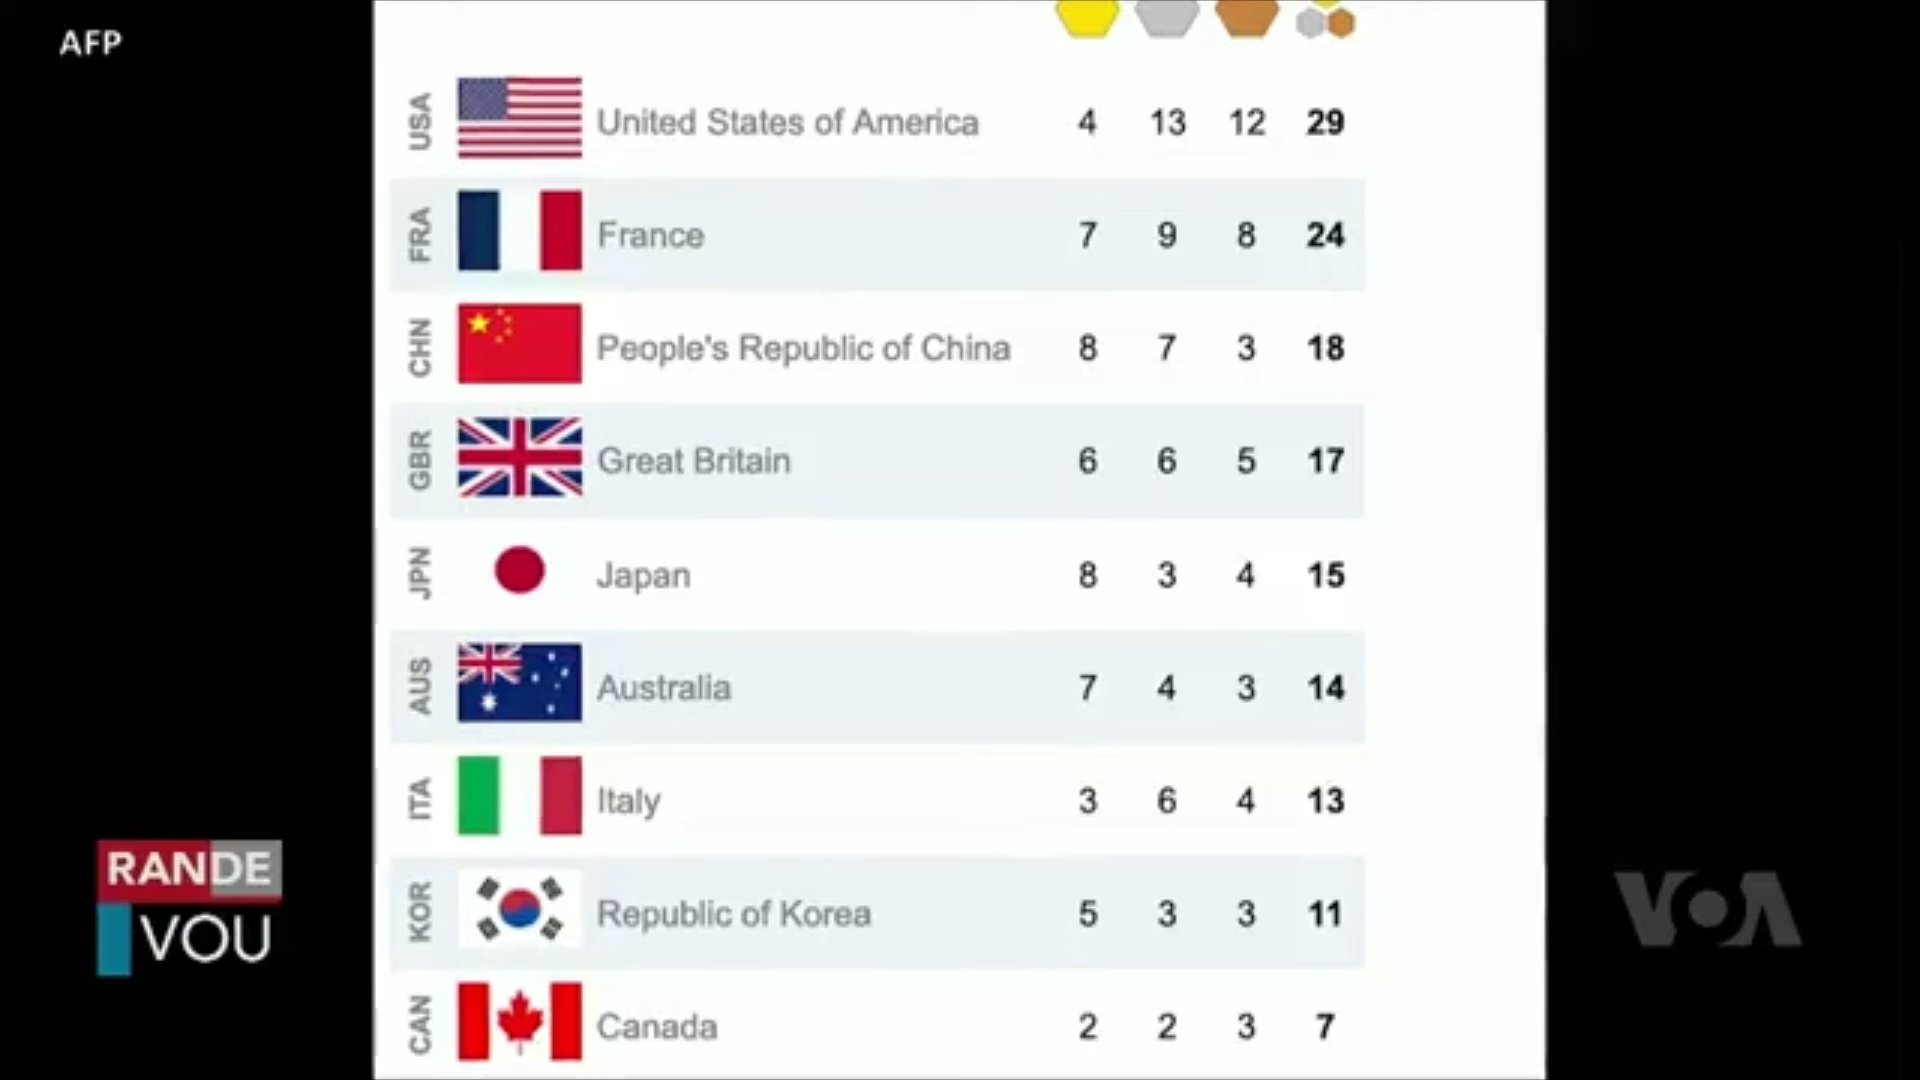 AFP
USA United States of America 4 13 12 29
FRA France 7 9 8 24
CHN People's Republic of China 8 7 3 18
GBR Great Britain 6 6 5 17
JPN Japan 8 3 4 15
AUS Australia 7 4 3 14
ITA Italy 3 6 4 13
KOR Republic of Korea 5 3 3 11
CAN Canada 2 2 3 7
RANDE
VOU
VOA